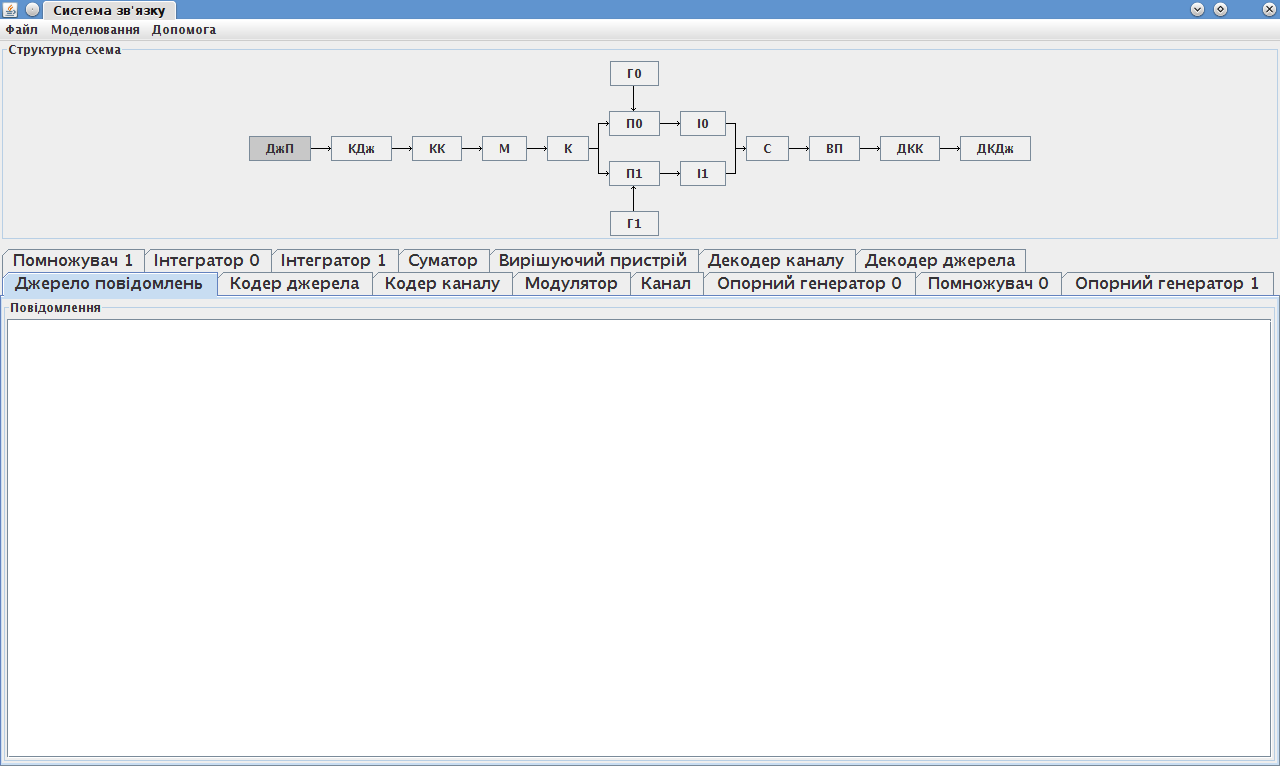 Система зв'язку
Файл Моделювання Допомога
Структурна схема
Г0
П0 І0
ДжП КДж КК М К С ВП ДКК ДКДж
П1 І1
Г1
Помножувач 1 Інтегратор 0 Інтегратор 1 Суматор Вирішуючий пристрій Декодер каналу Декодер джерела
Джерело повідомлень Кодер джерела Кодер каналу Модулятор Канал Опорний генератор 0 Помножувач 0 Опорний генератор 1
Повідомлення